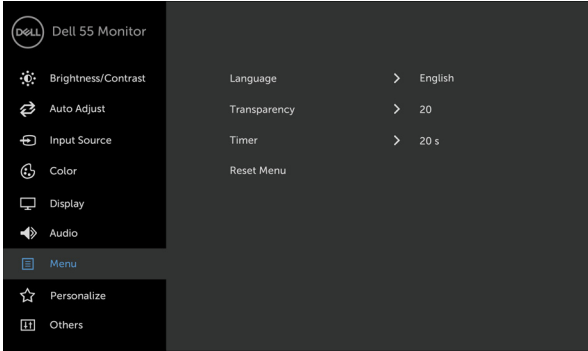 DELL Dell 55 Monitor
Brightness/Contrast
Auto Adjust
Input Source
Color
Display
Audio
Menu
Personalize
Others
Language > English
Transparency > 20
Timer > 20 s
Reset Menu